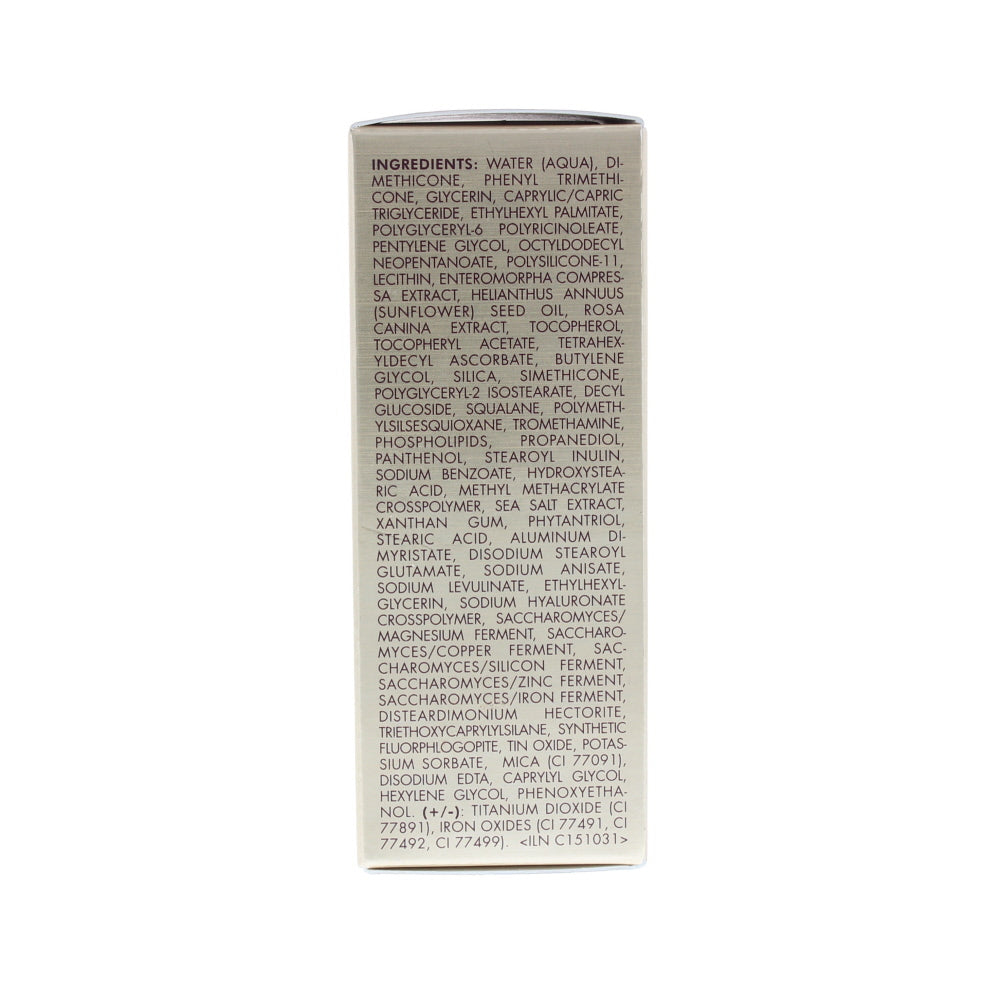 INGREDIENTS: WATER (AQUA), DI-
METHICONE, PHENYL TRIMETHI-
CONE, GLYCERIN, CAPRYLIC/CAPRIC
TRIGLYCERIDE, ETHYLHEXYL PALMITATE,
POLYGLYCERYL-6 POLYRICINOLEATE,
PENTYLENE GLYCOL, OCTYLDODECYL
NEOPENTANOATE, POLYSILICONE-11,
LECITHIN, ENTEROMORPHA COMPRES-
SA EXTRACT, HELIANTHUS ANNUUS
(SUNFLOWER) SEED OIL, ROSA
CANINA EXTRACT, TOCOPHEROL,
TOCOPHERYL ACETATE, TETRAHEX-
YLDECYL ASCORBATE, BUTYLENE
GLYCOL, SILICA, SIMETHICONE,
POLYGLYCERYL-2 ISOSTEARATE, DECYL
GLUCOSIDE, SQUALANE, POLYMETH-
YLSILSESQUIOXANE, TROMETHAMINE,
PHOSPHOLIPIDS, PROPANEDIOL,
PANTHENOL, STEAROYL INULIN,
SODIUM BENZOATE, HYDROXYSTEA-
RIC ACID, METHYL METHACRYLATE
CROSSPOLYMER, SEA SALT EXTRACT,
XANTHAN GUM, PHYTANTRIOL,
STEARIC ACID, ALUMINUM DI-
MYRISTATE, DISODIUM STEAROYL
GLUTAMATE, SODIUM ANISATE,
SODIUM LEVULINATE, ETHYLHEXYL-
GLYCERIN, SODIUM HYALURONATE
CROSSPOLYMER, SACCHAROMYCES/
MAGNESIUM FERMENT, SACCHARO-
MYCES/COPPER FERMENT, SAC-
CHAROMYCES/SILICON FERMENT,
SACCHAROMYCES/ZINC FERMENT,
SACCHAROMYCES/IRON FERMENT,
DISTEARDIMONIUM HECTORITE,
TRIETHOXYCAPRYLYLSILANE, SYNTHETIC
FLUORPHLOGOPITE, TIN OXIDE, POTAS-
SIUM SORBATE, MICA (CI 77091),
DISODIUM EDTA, CAPRYLYL GLYCOL,
HEXYLENE GLYCOL, PHENOXYETHA-
NOL. (+/-): TITANIUM DIOXIDE (CI
77891), IRON OXIDES (CI 77491, CI
77492, CI 77499). <ILN C151031>